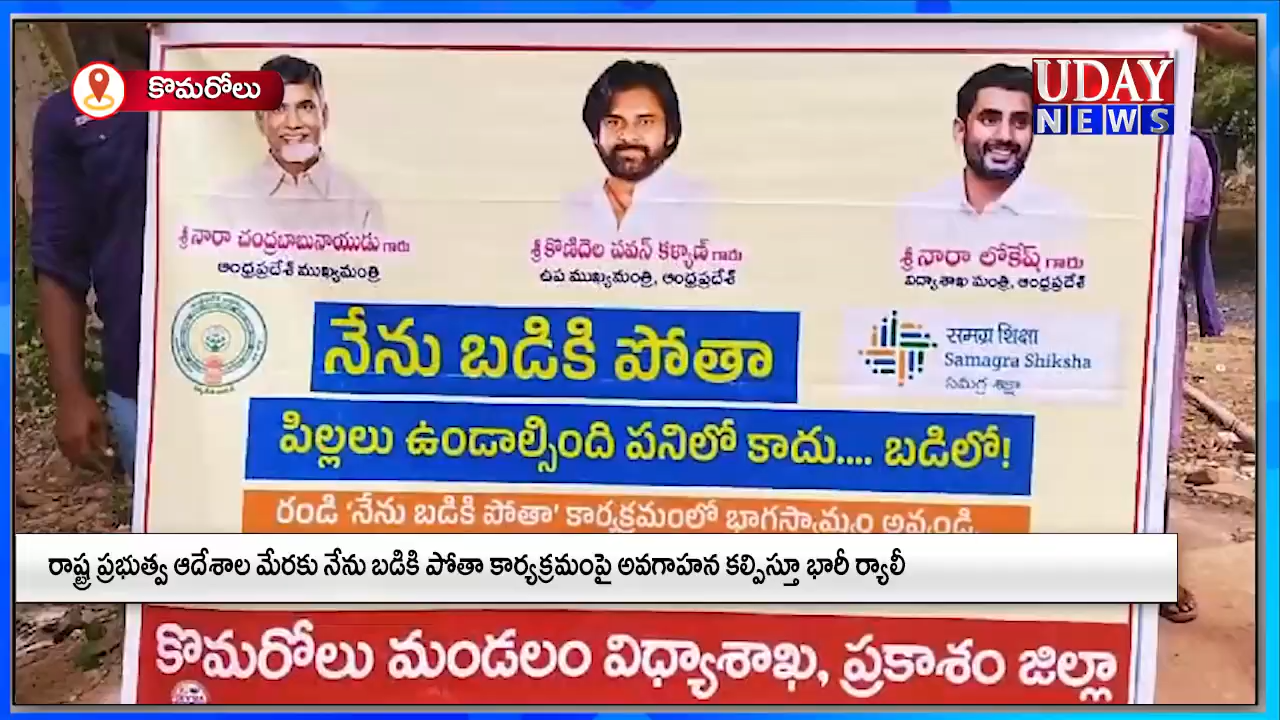 కొమరోలు
UDAY
NEWS
శ్రీ నారా చంద్రబాబునాయుడు గారు
ఆంధ్రప్రదేశ్ ముఖ్యమంత్రి
శ్రీ కొణిదెల పవన్ కళ్యాణ్ గారు
ఉప ముఖ్యమంత్రి, ఆంధ్రప్రదేశ్
శ్రీ నారా లోకేష్ గారు
విద్యాశాఖ మంత్రి, ఆంధ్రప్రదేశ్
నేను బడికి పోతా
समग्र शिक्षा
Samagra Shiksha
సమగ్ర శిక్షా
పిల్లలు ఉండాల్సింది పనిలో కాదు.... బడిలో!
రండి 'నేను బడికి పోతా' కార్యక్రమంలో భాగస్వామ్యం అవ్వండి.
రాష్ట్ర ప్రభుత్వ ఆదేశాల మేరకు నేను బడికి పోతా కార్యక్రమంపై అవగాహన కల్పిస్తూ భారీ ర్యాలీ
కొమరోలు మండలం విధ్యాశాఖ, ప్రకాశం జిల్లా